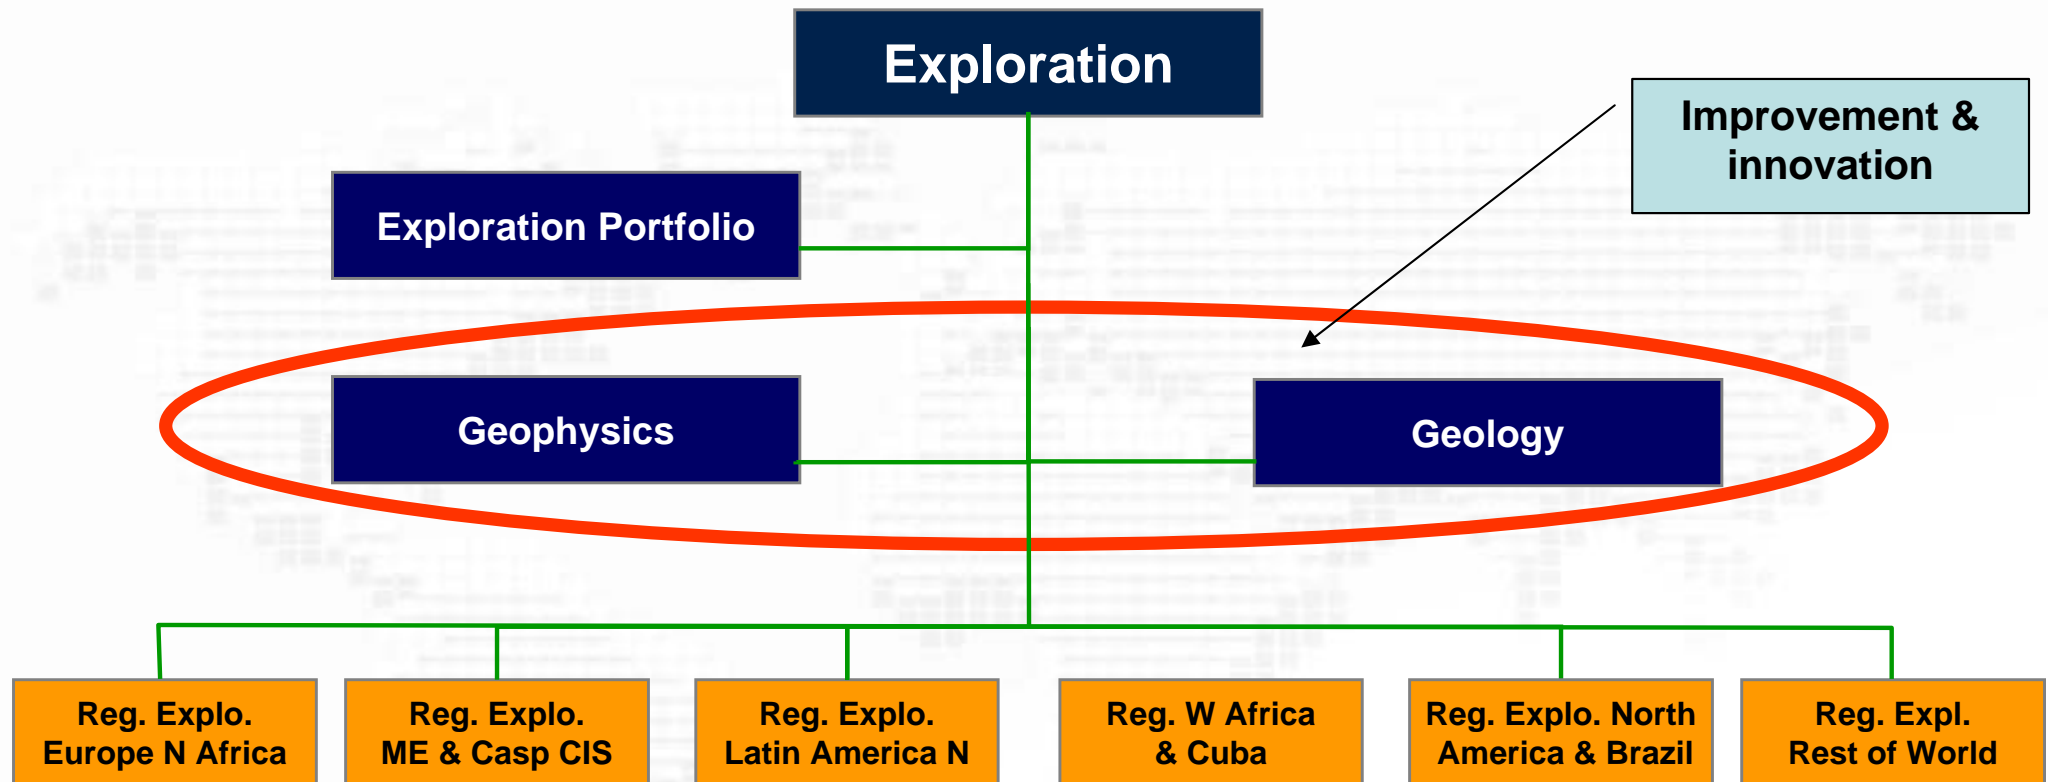 Exploration
Improvement &
innovation
Exploration Portfolio
Geophysics
Geology
Reg. Explo.
Europe N Africa
Reg. Explo.
ME & Casp CIS
Reg. Explo.
Latin America N
Reg. W Africa
& Cuba
Reg. Explo. North
America & Brazil
Reg. Expl.
Rest of World